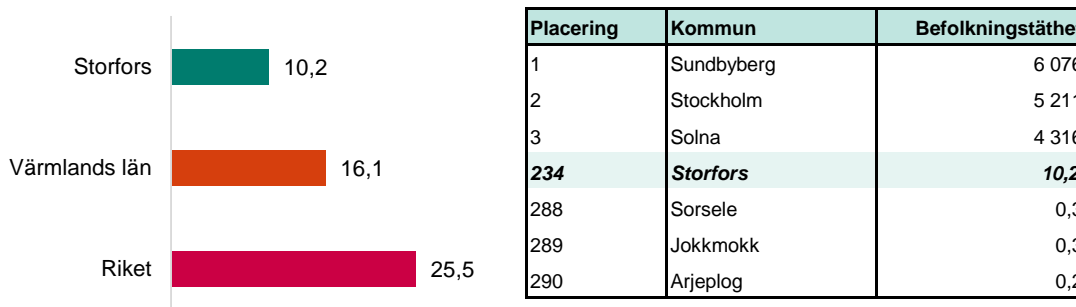 Storfors 10,2
Värmlands län 16,1
Riket 25,5
Placering Kommun Befolkningstäthet
1 Sundbyberg 6 076
2 Stockholm 5 211
3 Solna 4 316
234 Storfors 10,2
288 Sorsele 0,3
289 Jokkmokk 0,3
290 Arjeplog 0,2